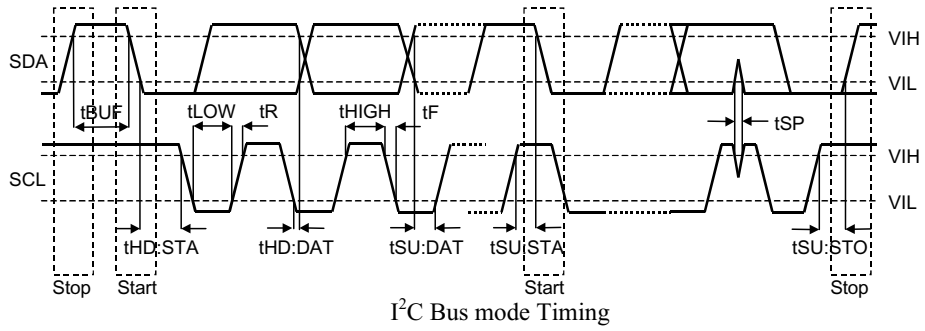 SDA
VIH
VIL
tBUF
tLOW
tR
tHIGH
tF
tSP
SCL
VIH
VIL
tHD:STA
tHD:DAT
tSU:DAT
tSU:STA
tSU:STO
Stop
Start
Start
Stop
I²C Bus mode Timing